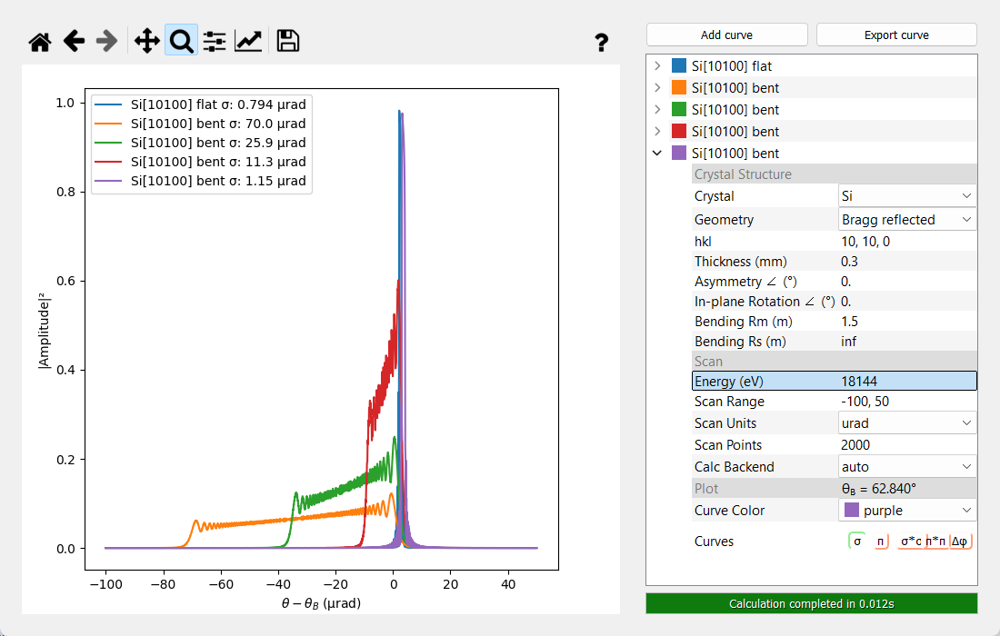 ?
Add curve
Export curve
1.0
0.8
0.6
0.4
0.2
0.0
|Amplitude|²
Si[10100] flat σ: 0.794 µrad
Si[10100] bent σ: 70.0 µrad
Si[10100] bent σ: 25.9 µrad
Si[10100] bent σ: 11.3 µrad
Si[10100] bent σ: 1.15 µrad
−100 −80 −60 −40 −20 0 20 40
θ − θB (µrad)
Si[10100] flat
Si[10100] bent
Si[10100] bent
Si[10100] bent
Si[10100] bent
Crystal Structure
Crystal Si
Geometry Bragg reflected
hkl 10, 10, 0
Thickness (mm) 0.3
Asymmetry ∠ (°) 0.
In-plane Rotation ∠ (°) 0.
Bending Rm (m) 1.5
Bending Rs (m) inf
Scan
Energy (eV) 18144
Scan Range -100, 50
Scan Units urad
Scan Points 2000
Calc Backend auto
Plot θB = 62.840°
Curve Color purple
Curves σ π Δφ
Calculation completed in 0.012s